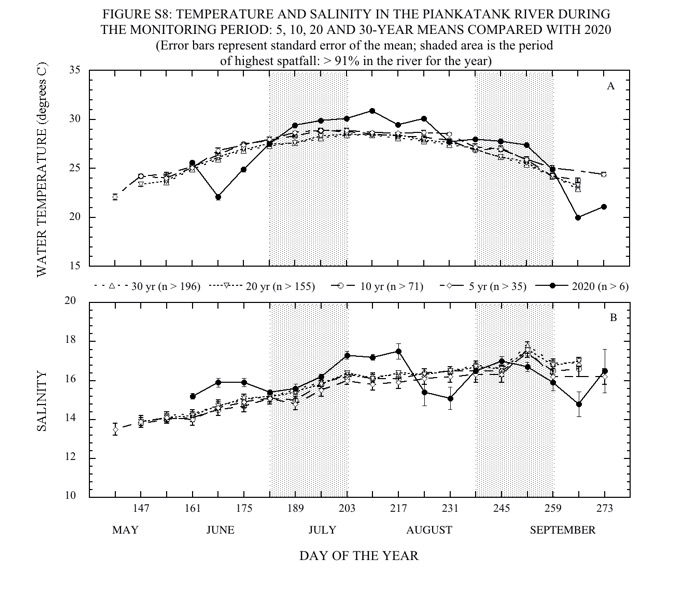 FIGURE S8: TEMPERATURE AND SALINITY IN THE PIANKATANK RIVER DURING
THE MONITORING PERIOD: 5, 10, 20 AND 30-YEAR MEANS COMPARED WITH 2020
(Error bars represent standard error of the mean; shaded area is the period
of highest spatfall: > 91% in the river for the year)
WATER TEMPERATURE (degrees C)
35
30
25
20
15
A
30 yr (n > 196) 20 yr (n > 155) 10 yr (n > 71) 5 yr (n > 35) 2020 (n > 6)
SALINITY
20
18
16
14
12
10
B
147 161 175 189 203 217 231 245 259 273
MAY JUNE JULY AUGUST SEPTEMBER
DAY OF THE YEAR